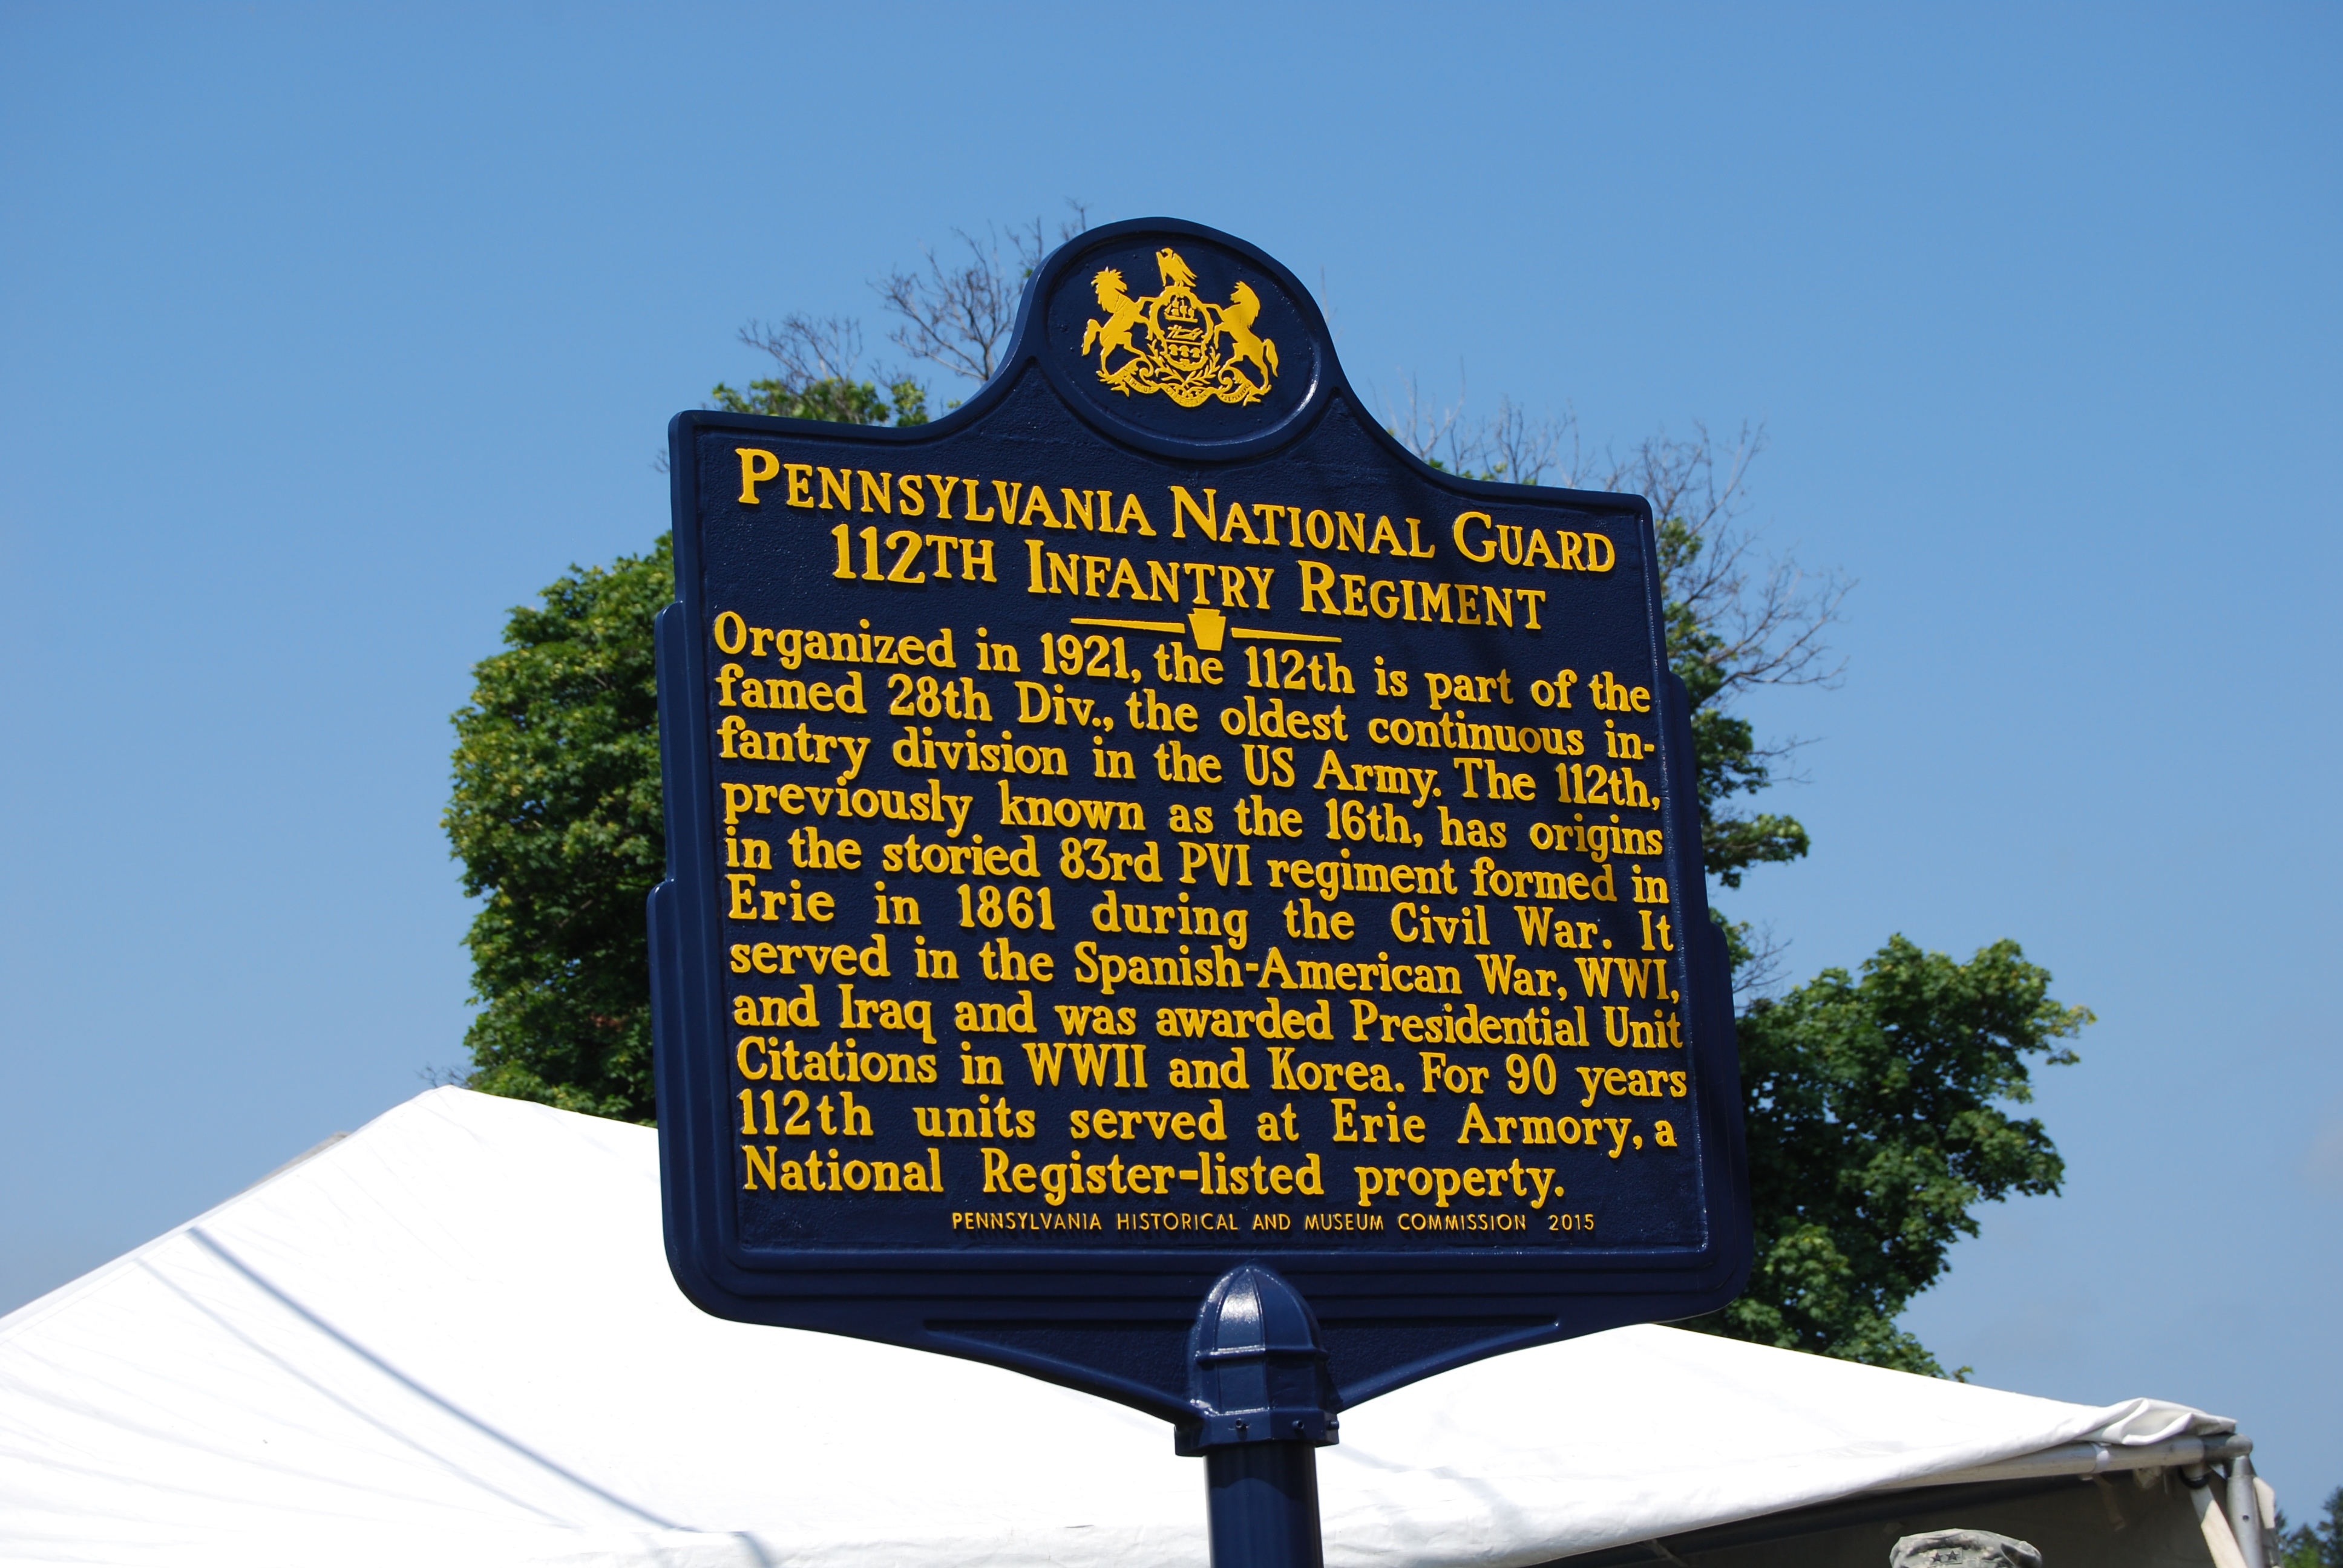 PENNSYLVANIA NATIONAL GUARD
112TH INFANTRY REGIMENT
Organized in 1921, the 112th is part of the
famed 28th Div., the oldest continuous in-
fantry division in the US Army. The 112th,
previously known as the 16th, has origins
in the storied 83rd PVI regiment formed in
Erie in 1861 during the Civil War. It
served in the Spanish-American War, WWI,
and Iraq and was awarded Presidential Unit
Citations in WWII and Korea. For 90 years
112th units served at Erie Armory, a
National Register-listed property.
PENNSYLVANIA HISTORICAL AND MUSEUM COMMISSION 2015